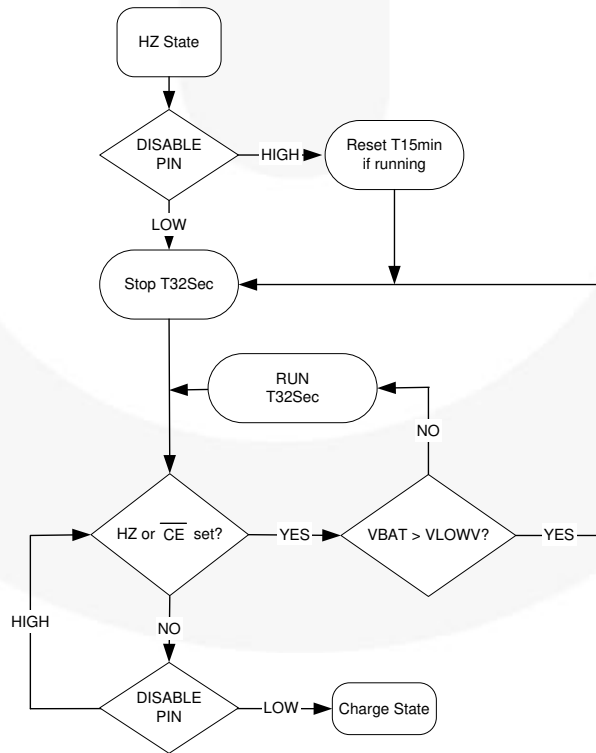 HZ State
DISABLE
PIN
HIGH
Reset T15min
if running
LOW
Stop T32Sec
RUN
T32Sec
NO
HZ or C̅E̅ set?
YES
VBAT > VLOWV?
YES
HIGH
NO
DISABLE
PIN
LOW
Charge State